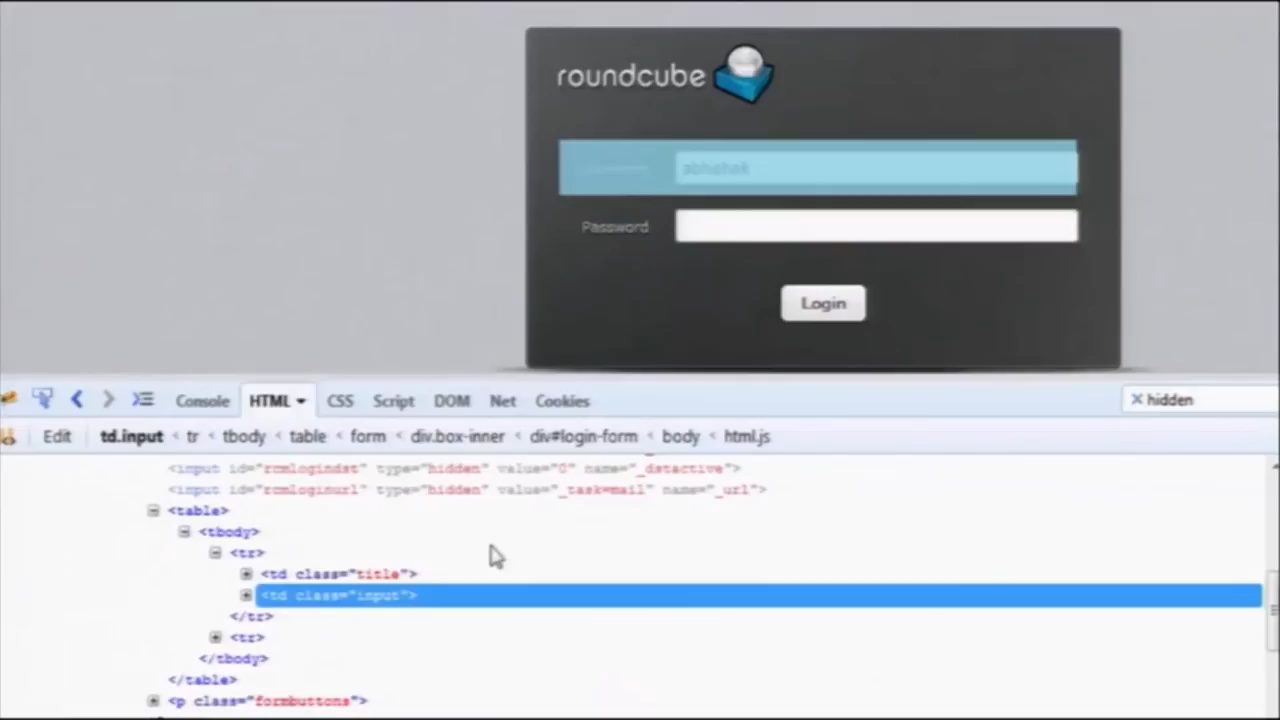 roundcube
abhishek
Password
Login
Console HTML CSS Script DOM Net Cookies hidden
Edit td.input < tr < tbody < table < form < div.box-inner < div#login-form < body < html.js
<input id="rcmlogindst" type="hidden" value="0" name="_dstactive">
<input id="rcmloginurl" type="hidden" value="_task=mail" name="_url">
<table>
<tbody>
<tr>
<td class="title">
<td class="input">
</tr>
<tr>
</tbody>
</table>
<p class="formbuttons">